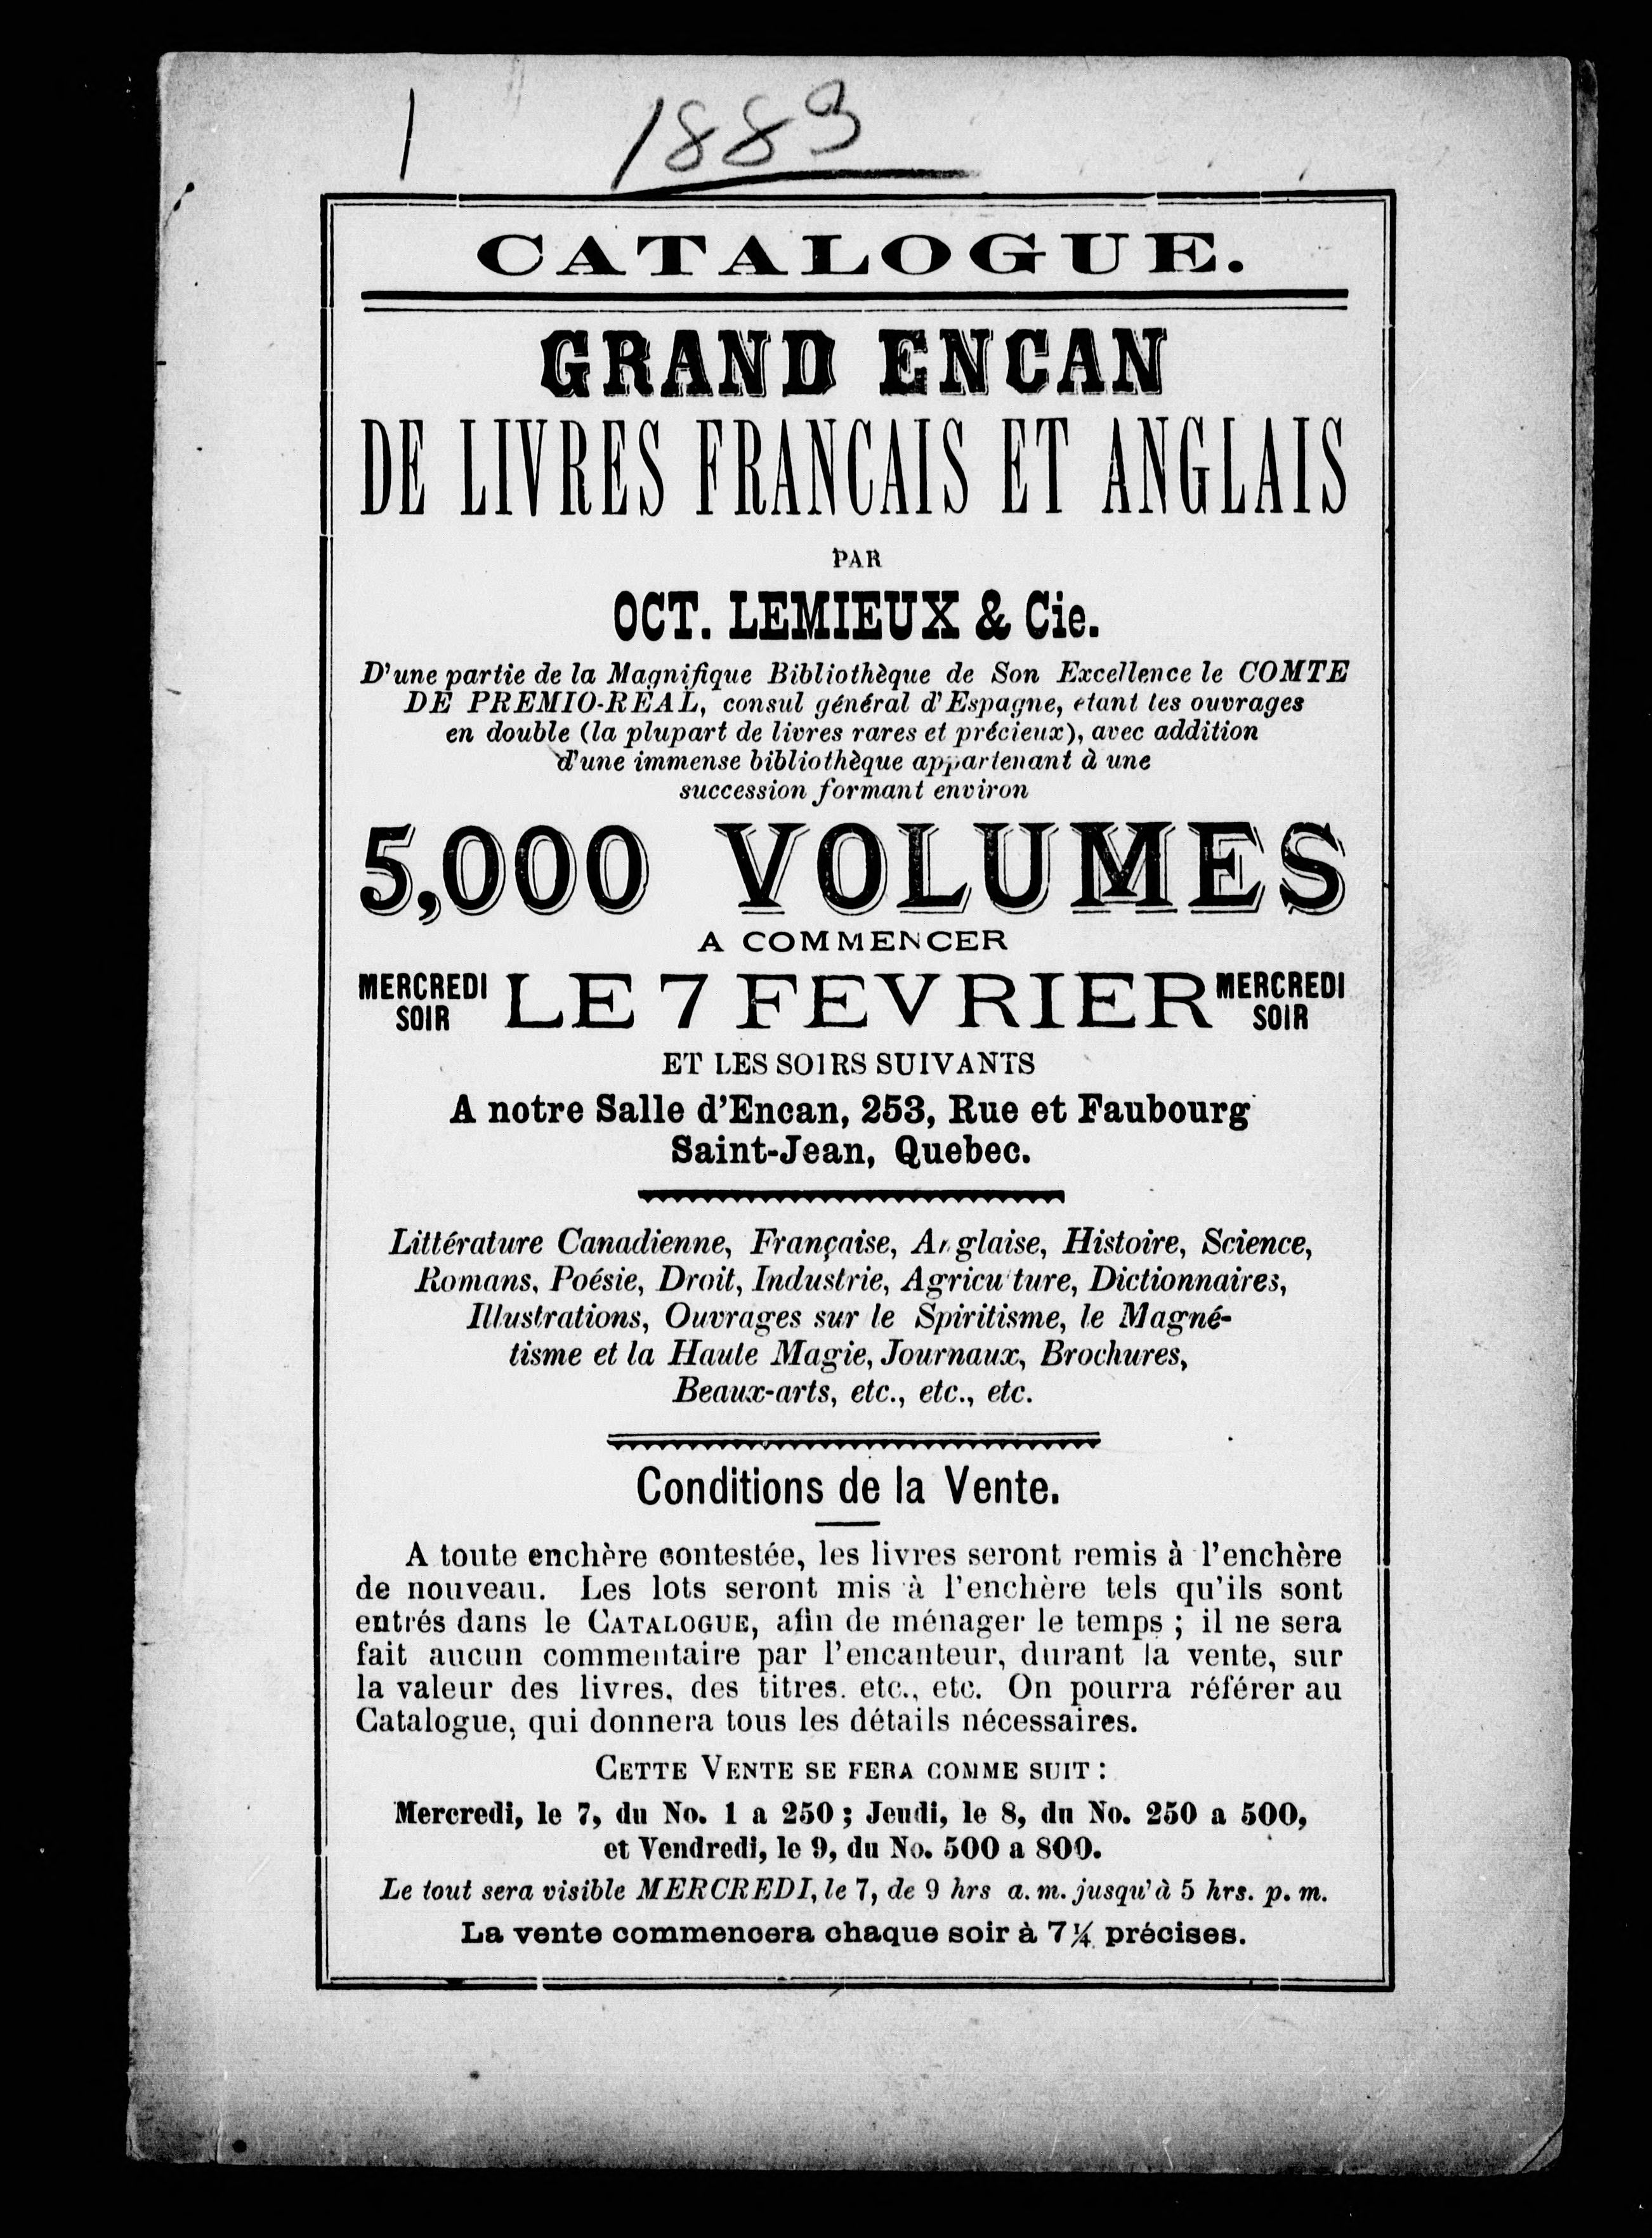 1
1883
CATALOGUE.
GRAND ENCAN
DE LIVRES FRANCAIS ET ANGLAIS
PAR
OCT. LEMIEUX & Cie.
D'une partie de la Magnifique Bibliothèque de Son Excellence le COMTE
DE PREMIO-REAL, consul général d'Espagne, etant les ouvrages
en double (la plupart de livres rares et précieux), avec addition
d'une immense bibliothèque appartenant à une
succession formant environ
5,000 VOLUMES
A COMMENCER
MERCREDI SOIR LE 7 FEVRIER MERCREDI SOIR
ET LES SOIRS SUIVANTS
A notre Salle d'Encan, 253, Rue et Faubourg
Saint-Jean, Quebec.
Littérature Canadienne, Française, Anglaise, Histoire, Science,
Romans, Poésie, Droit, Industrie, Agriculture, Dictionnaires,
Illustrations, Ouvrages sur le Spiritisme, le Magné-
tisme et la Haute Magie, Journaux, Brochures,
Beaux-arts, etc., etc., etc.
Conditions de la Vente.
A toute enchère contestée, les livres seront remis à l'enchère
de nouveau. Les lots seront mis à l'enchère tels qu'ils sont
entrés dans le CATALOGUE, afin de ménager le temps ; il ne sera
fait aucun commentaire par l'encanteur, durant la vente, sur
la valeur des livres, des titres. etc., etc. On pourra référer au
Catalogue, qui donnera tous les détails nécessaires.
CETTE VENTE SE FERA COMME SUIT :
Mercredi, le 7, du No. 1 a 250 ; Jeudi, le 8, du No. 250 a 500,
et Vendredi, le 9, du No. 500 a 800.
Le tout sera visible MERCREDI, le 7, de 9 hrs a. m. jusqu'à 5 hrs. p. m.
La vente commencera chaque soir à 7¼ précises.